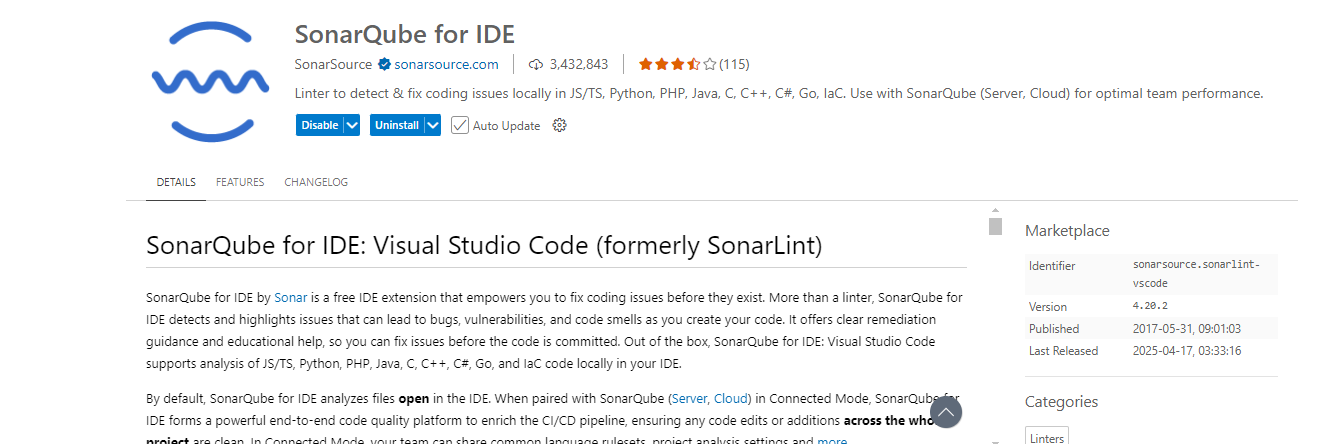 SonarQube for IDE
SonarSource sonarsource.com 3,432,843 (115)
Linter to detect & fix coding issues locally in JS/TS, Python, PHP, Java, C, C++, C#, Go, IaC. Use with SonarQube (Server, Cloud) for optimal team performance.
Disable Uninstall Auto Update
DETAILS FEATURES CHANGELOG
SonarQube for IDE: Visual Studio Code (formerly SonarLint)
SonarQube for IDE by Sonar is a free IDE extension that empowers you to fix coding issues before they exist. More than a linter, SonarQube for
IDE detects and highlights issues that can lead to bugs, vulnerabilities, and code smells as you create your code. It offers clear remediation
guidance and educational help, so you can fix issues before the code is committed. Out of the box, SonarQube for IDE: Visual Studio Code
supports analysis of JS/TS, Python, PHP, Java, C, C++, C#, Go, and IaC code locally in your IDE.
By default, SonarQube for IDE analyzes files open in the IDE. When paired with SonarQube (Server, Cloud) in Connected Mode, SonarQube for
IDE forms a powerful end-to-end code quality platform to enrich the CI/CD pipeline, ensuring any code edits or additions across the who
project are clean. In Connected Mode, your team can share common language rulesets, project analysis settings and more
Marketplace
Identifier sonarsource.sonarlint-
vscode
Version 4.20.2
Published 2017-05-31, 09:01:03
Last Released 2025-04-17, 03:33:16
Categories
Linters